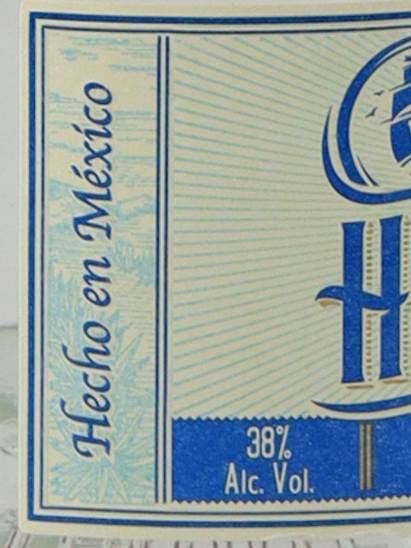 Hecho en México
H
38%
Alc. Vol.